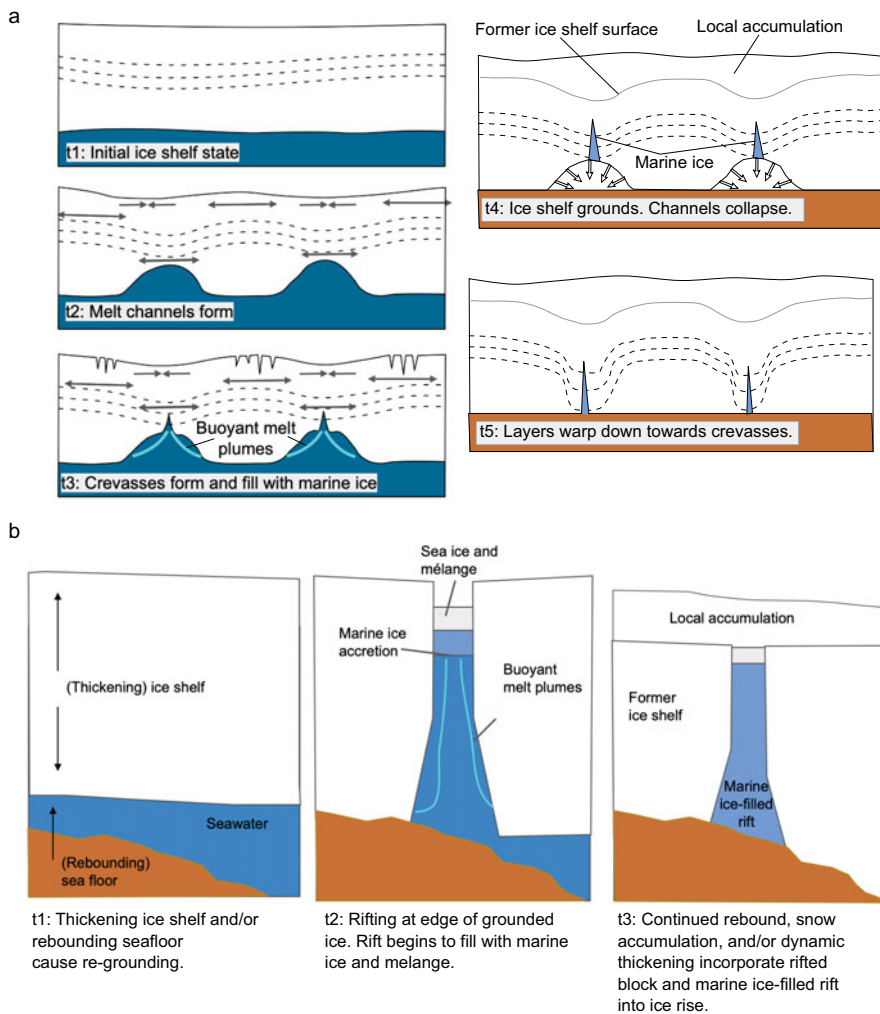 a
t1: Initial ice shelf state
t2: Melt channels form
Buoyant melt
plumes
t3: Crevasses form and fill with marine ice
Former ice shelf surface
Local accumulation
Marine ice
t4: Ice shelf grounds. Channels collapse.
t5: Layers warp down towards crevasses.
b
(Thickening) ice shelf
Seawater
(Rebounding)
sea floor
t1: Thickening ice shelf and/or
rebounding seafloor
cause re-grounding.
Sea ice and
mélange
Marine ice
accretion
Buoyant
melt plumes
t2: Rifting at edge of grounded
ice. Rift begins to fill with marine
ice and melange.
Local accumulation
Former
ice shelf
Marine
ice-filled
rift
t3: Continued rebound, snow
accumulation, and/or dynamic
thickening incorporate rifted
block and marine ice-filled rift
into ice rise.